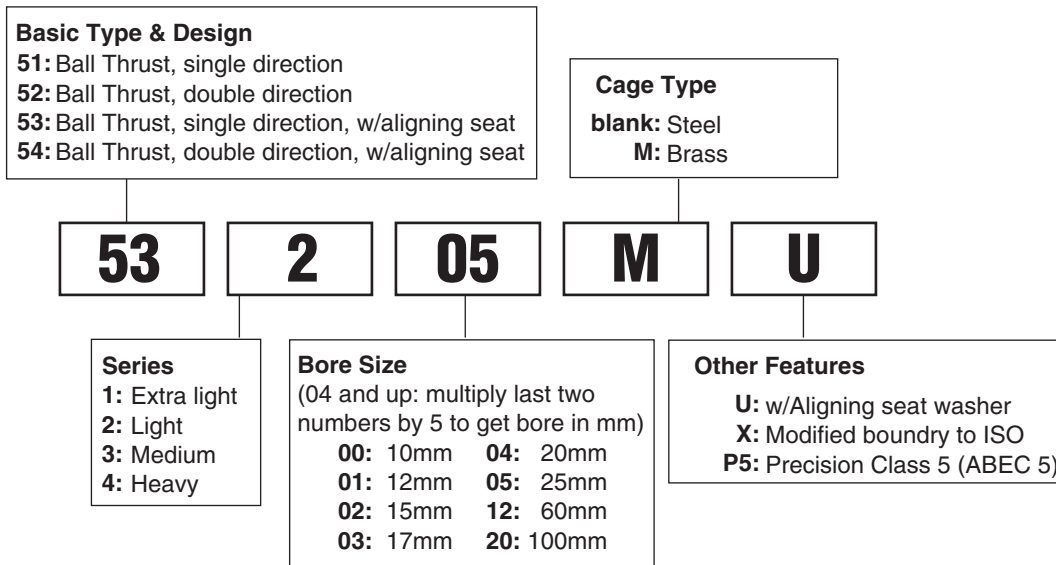 Basic Type & Design
51: Ball Thrust, single direction
52: Ball Thrust, double direction
53: Ball Thrust, single direction, w/aligning seat
54: Ball Thrust, double direction, w/aligning seat
Cage Type
blank: Steel
M: Brass
53 2 05 M U
Series
1: Extra light
2: Light
3: Medium
4: Heavy
Bore Size
(04 and up: multiply last two
numbers by 5 to get bore in mm)
00: 10mm 04: 20mm
01: 12mm 05: 25mm
02: 15mm 12: 60mm
03: 17mm 20: 100mm
Other Features
U: w/Aligning seat washer
X: Modified boundry to ISO
P5: Precision Class 5 (ABEC 5)